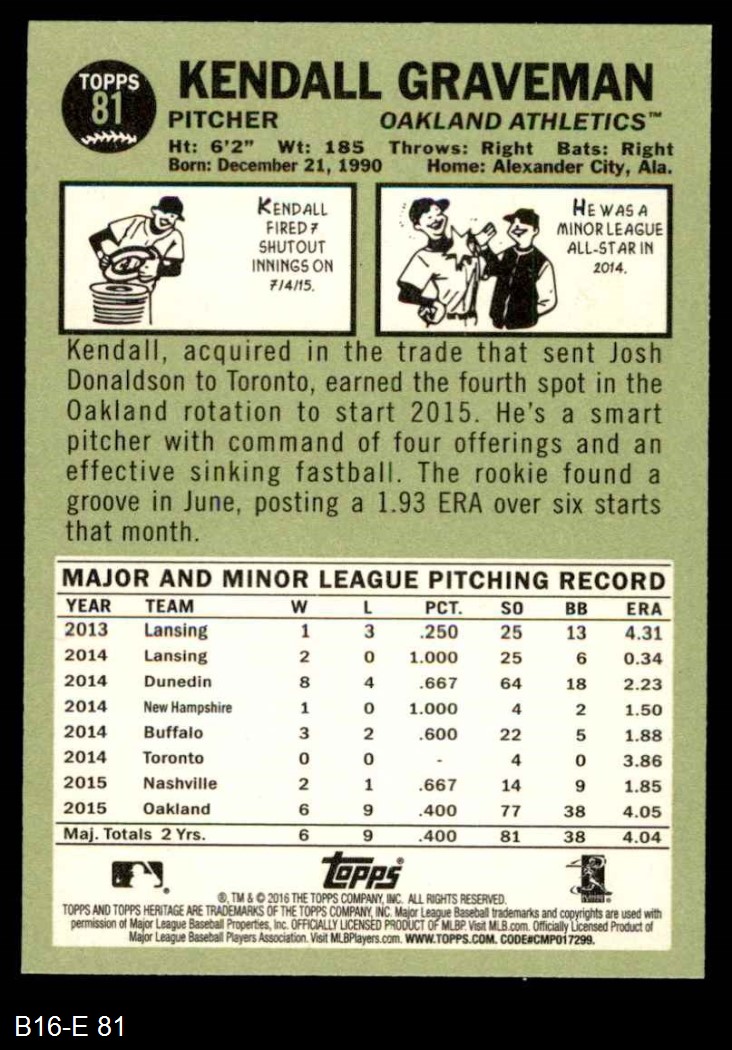 TOPPS
81
KENDALL GRAVEMAN
PITCHER OAKLAND ATHLETICS™
Ht: 6'2" Wt: 185 Throws: Right Bats: Right
Born: December 21, 1990 Home: Alexander City, Ala.
KENDALL
FIRED 7
SHUTOUT
INNINGS ON
7/4/15.
HE WAS A
MINOR LEAGUE
ALL-STAR IN
2014.
Kendall, acquired in the trade that sent Josh
Donaldson to Toronto, earned the fourth spot in the
Oakland rotation to start 2015. He's a smart
pitcher with command of four offerings and an
effective sinking fastball. The rookie found a
groove in June, posting a 1.93 ERA over six starts
that month.
MAJOR AND MINOR LEAGUE PITCHING RECORD
YEAR TEAM W L PCT. SO BB ERA
2013 Lansing 1 3 .250 25 13 4.31
2014 Lansing 2 0 1.000 25 6 0.34
2014 Dunedin 8 4 .667 64 18 2.23
2014 New Hampshire 1 0 1.000 4 2 1.50
2014 Buffalo 3 2 .600 22 5 1.88
2014 Toronto 0 0 - 4 0 3.86
2015 Nashville 2 1 .667 14 9 1.85
2015 Oakland 6 9 .400 77 38 4.05
Maj. Totals 2 Yrs. 6 9 .400 81 38 4.04
topps®
®, TM & © 2016 THE TOPPS COMPANY, INC. ALL RIGHTS RESERVED.
TOPPS AND TOPPS HERITAGE ARE TRADEMARKS OF THE TOPPS COMPANY, INC. Major League Baseball trademarks and copyrights are used with
permission of Major League Baseball Properties, Inc. OFFICIALLY LICENSED PRODUCT OF MLBP. Visit MLB.com. Officially Licensed Product of
Major League Baseball Players Association. Visit MLBPlayers.com. WWW.TOPPS.COM. CODE#CMP017299.
B16-E 81